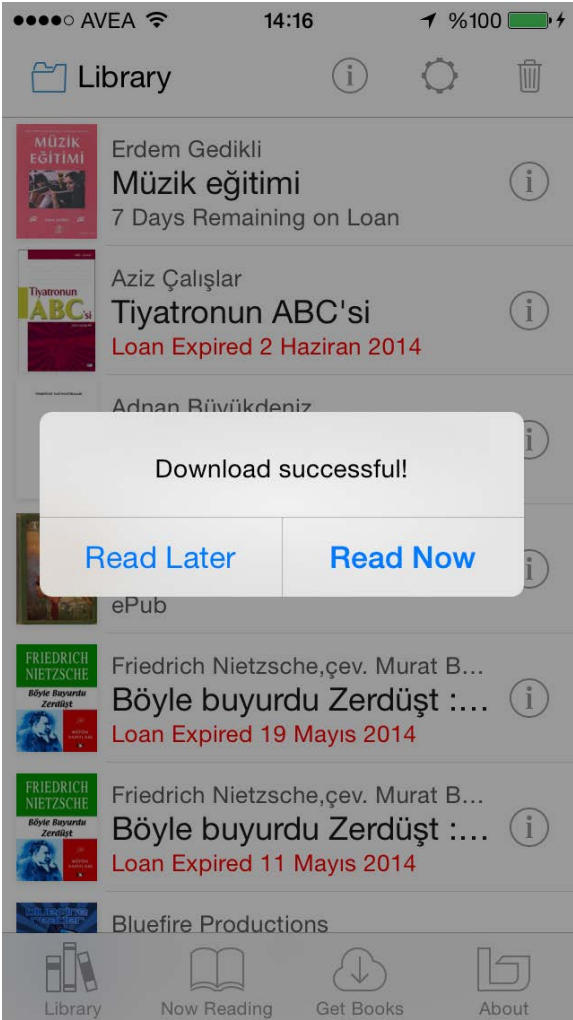 AVEA 14:16 %100
Library
MÜZİK
EĞİTİMİ
Erdem Gedikli
Müzik eğitimi
7 Days Remaining on Loan
Tiyatronun
ABC'si
Aziz Çalışlar
Tiyatronun ABC'si
Loan Expired 2 Haziran 2014
Adnan Büyükdeniz
Download successful!
Read Later
Read Now
ePub
FRIEDRICH
NIETZSCHE
Böyle Buyurdu
Zerdüşt
Friedrich Nietzsche,çev. Murat B...
Böyle buyurdu Zerdüşt :...
Loan Expired 19 Mayıs 2014
FRIEDRICH
NIETZSCHE
Böyle Buyurdu
Zerdüşt
Friedrich Nietzsche,çev. Murat B...
Böyle buyurdu Zerdüşt :...
Loan Expired 11 Mayıs 2014
bluefire
reader
Bluefire Productions
Library
Now Reading
Get Books
About